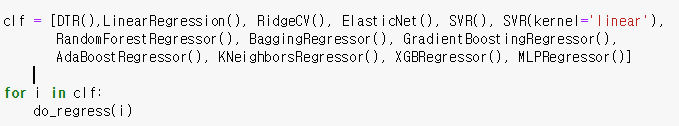 clf = [DTR(),LinearRegression(), RidgeCV(), ElasticNet(), SVR(), SVR(kernel='linear'),
RandomForestRegressor(), BaggingRegressor(), GradientBoostingRegressor(),
AdaBoostRegressor(), KNeighborsRegressor(), XGBRegressor(), MLPRegressor()]
for i in clf:
do_regress(i)